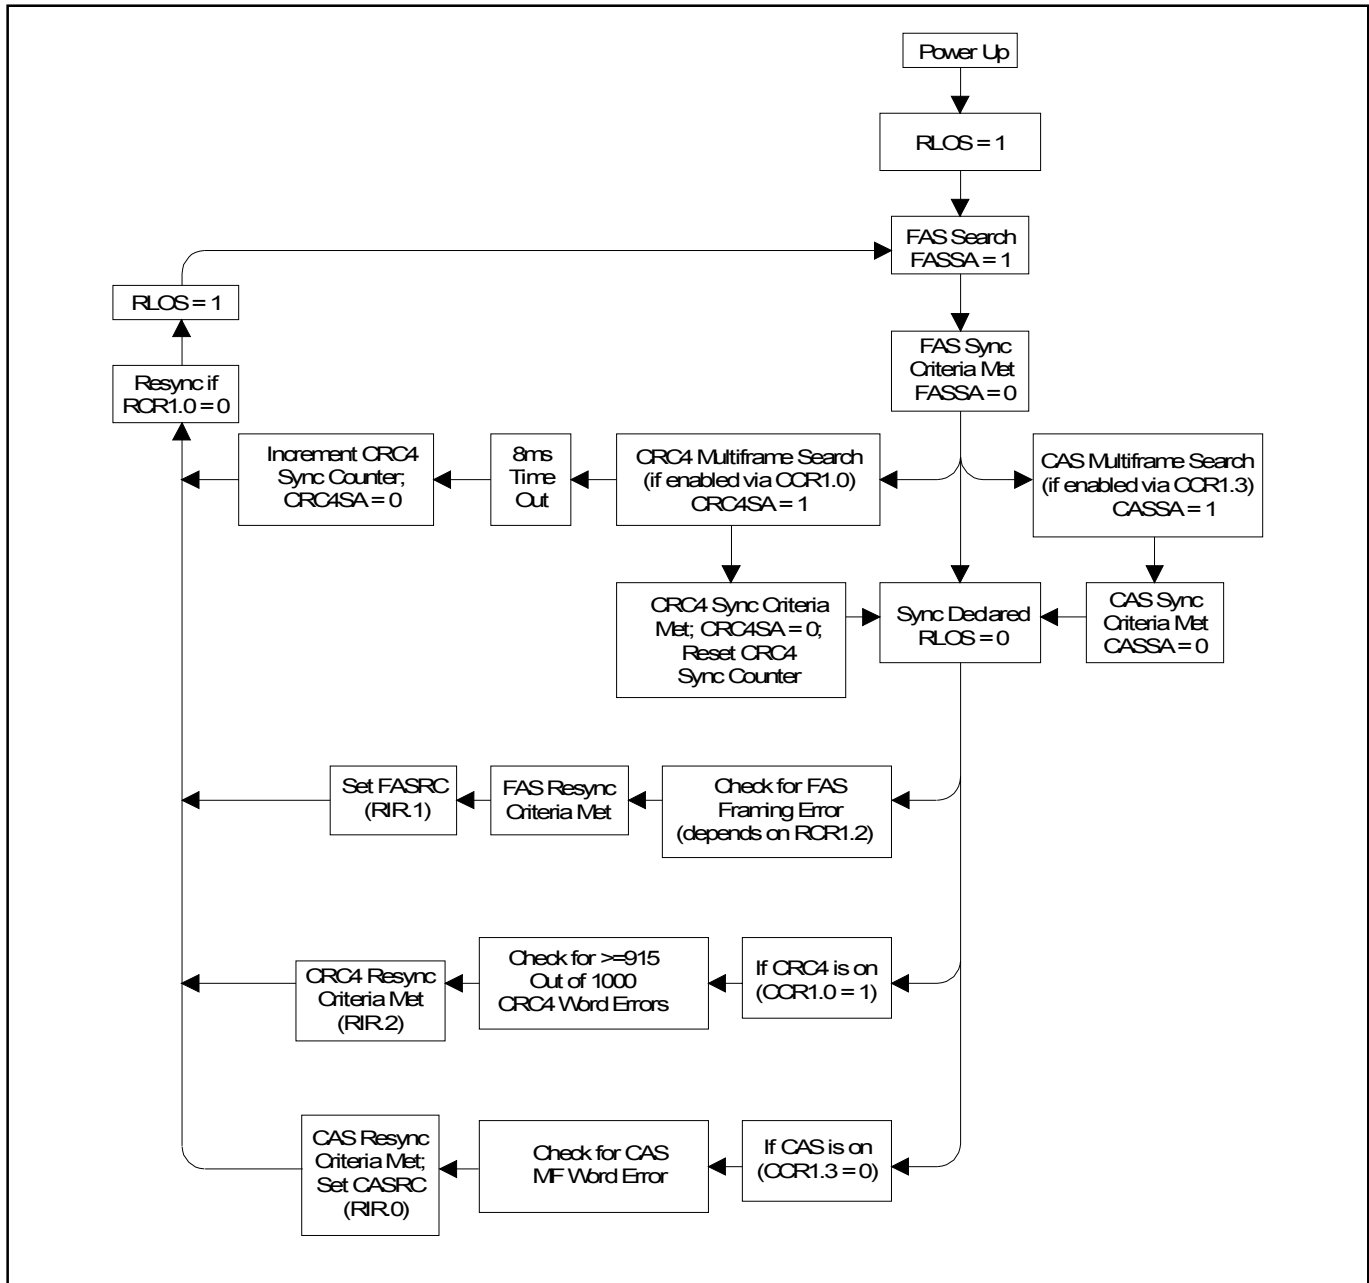 Power Up
RLOS = 1
FAS Search
FASSA = 1
RLOS = 1
FAS Sync
Criteria Met
FASSA = 0
Resync if
RCR1.0 = 0
Increment CRC4
Sync Counter;
CRC4SA = 0
8ms
Time
Out
CRC4 Multiframe Search
(if enabled via CCR1.0)
CRC4SA = 1
CAS Multiframe Search
(if enabled via CCR1.3)
CASSA = 1
CRC4 Sync Criteria
Met; CRC4SA = 0;
Reset CRC4
Sync Counter
Sync Declared
RLOS = 0
CAS Sync
Criteria Met
CASSA = 0
Set FASRC
(RIR.1)
FAS Resync
Criteria Met
Check for FAS
Framing Error
(depends on RCR1.2)
CRC4 Resync
Criteria Met
(RIR.2)
Check for >=915
Out of 1000
CRC4 Word Errors
If CRC4 is on
(CCR1.0 = 1)
CAS Resync
Criteria Met;
Set CASRC
(RIR.0)
Check for CAS
MF Word Error
If CAS is on
(CCR1.3 = 0)